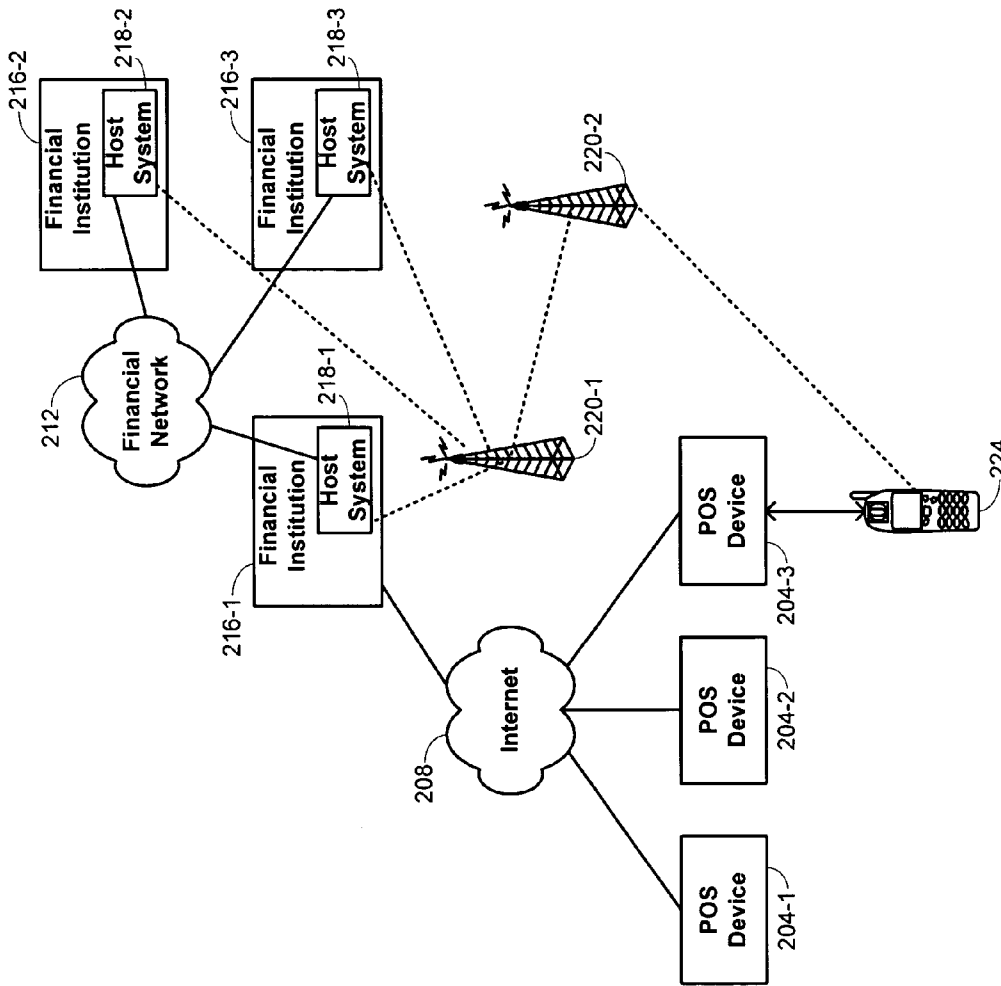 216-2
Financial
Institution
Host
System
218-2
212
Financial
Network
216-3
Financial
Institution
Host
System
218-3
216-1
Financial
Institution
Host
System
218-1
220-1
220-2
208
Internet
POS
Device
204-1
POS
Device
204-2
POS
Device
204-3
224